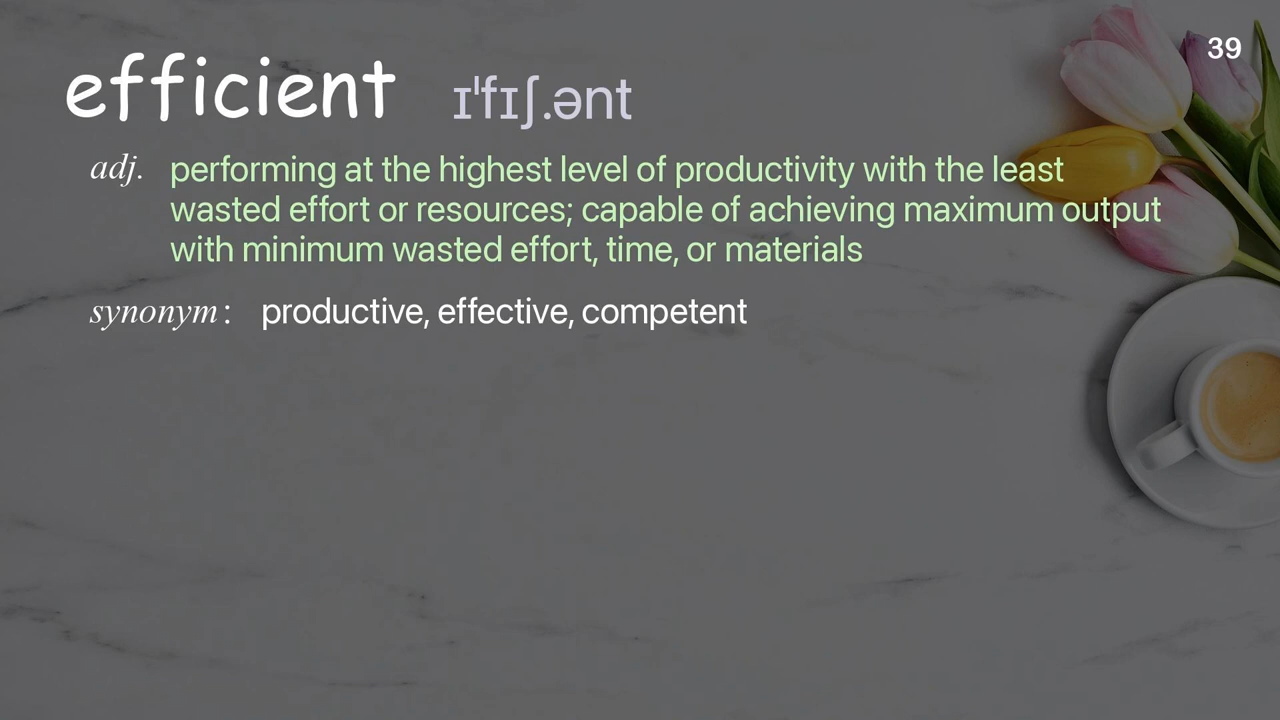 39
efficient ɪˈfɪʃ.ənt
adj. performing at the highest level of productivity with the least
wasted effort or resources; capable of achieving maximum output
with minimum wasted effort, time, or materials
synonym: productive, effective, competent